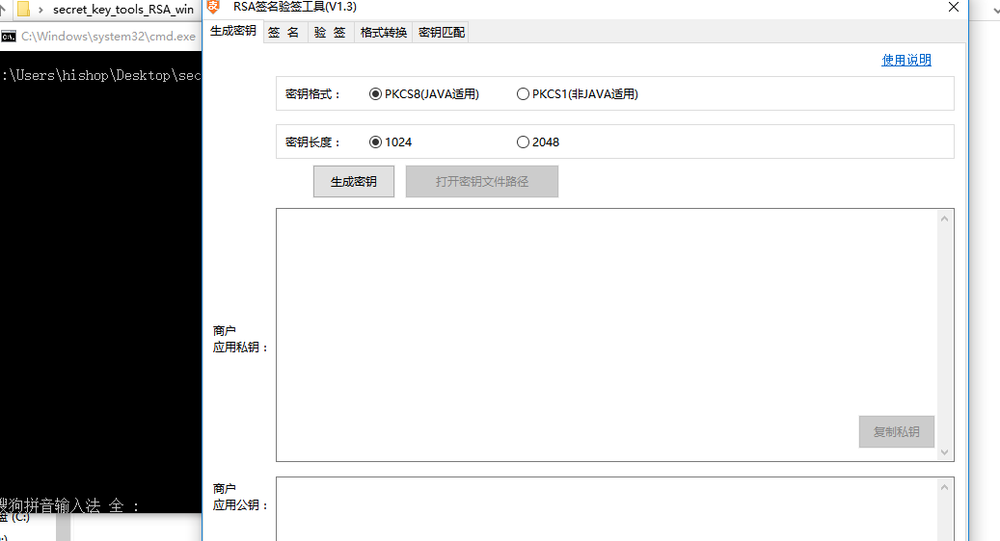 secret_key_tools_RSA_win
C:\Windows\system32\cmd.exe
:\Users\hishop\Desktop\sec
搜狗拼音输入法 全 :
盘 (C:)
RSA签名验签工具(V1.3)
生成密钥 签 名 验 签 格式转换 密钥匹配
使用说明
密钥格式: PKCS8(JAVA适用) PKCS1(非JAVA适用)
密钥长度: 1024 2048
生成密钥 打开密钥文件路径
商户
应用私钥:
复制私钥
商户
应用公钥: